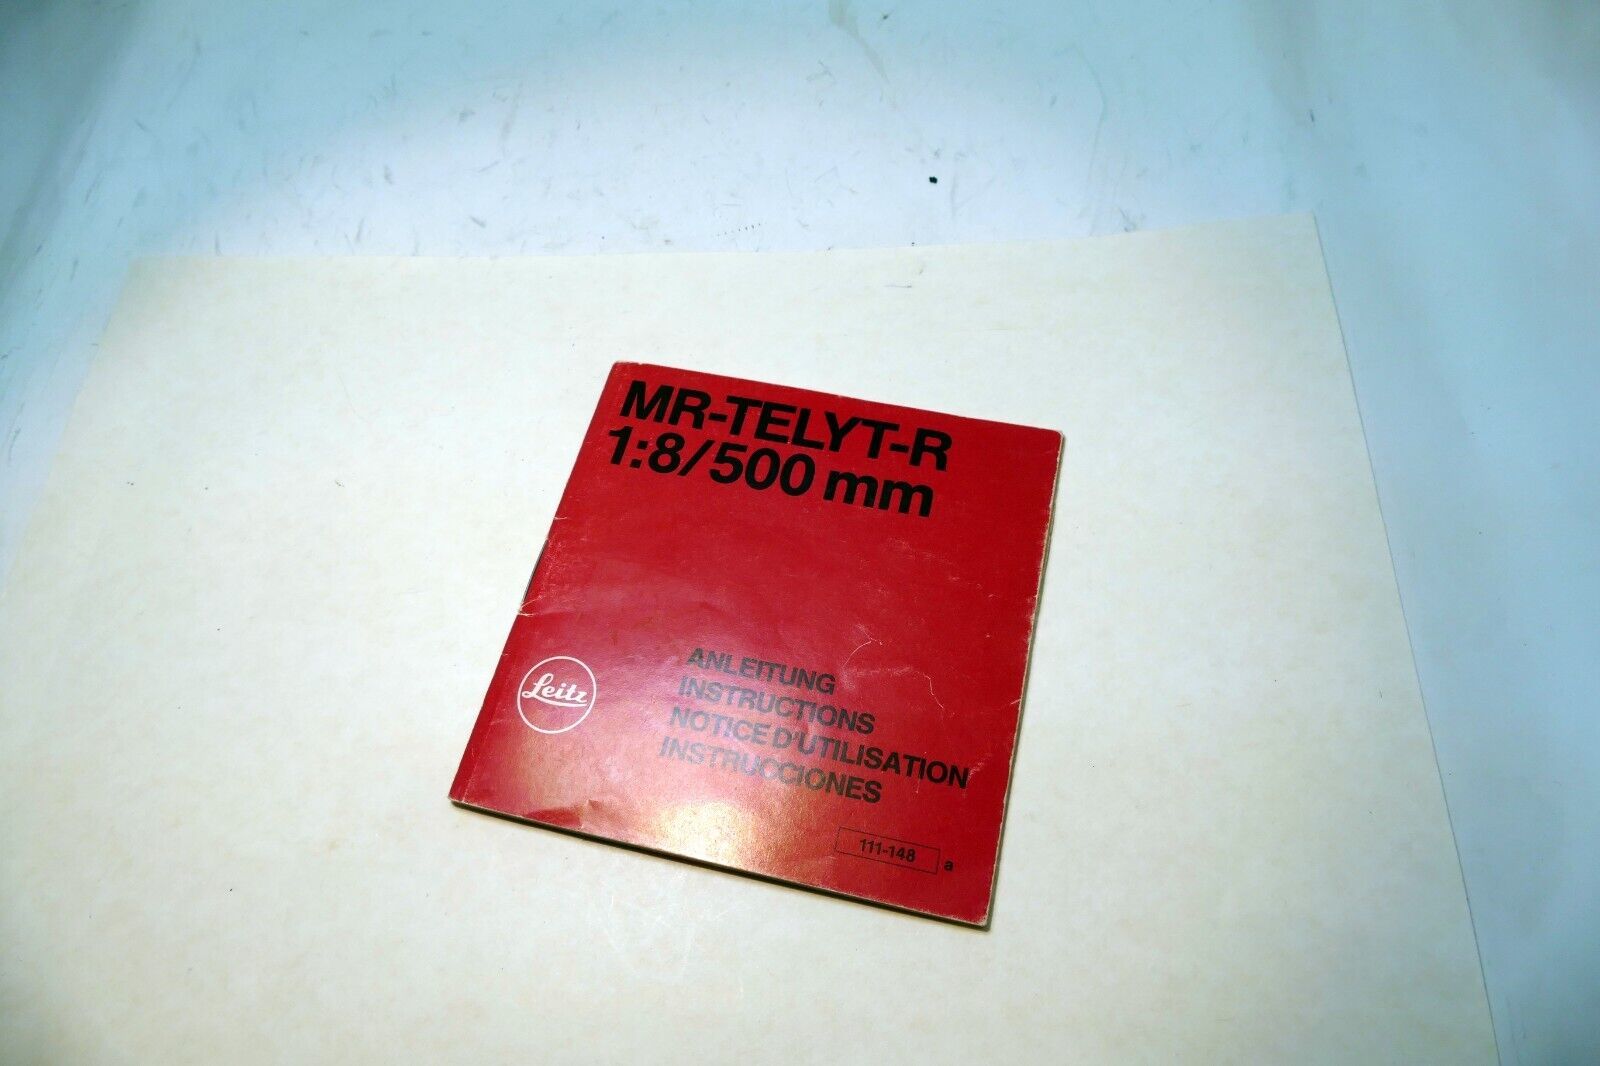 MR-TELYT-R
1:8/500 mm
Leitz
ANLEITUNG
INSTRUCTIONS
NOTICE D'UTILISATION
INSTRUCCIONES
111-148 a